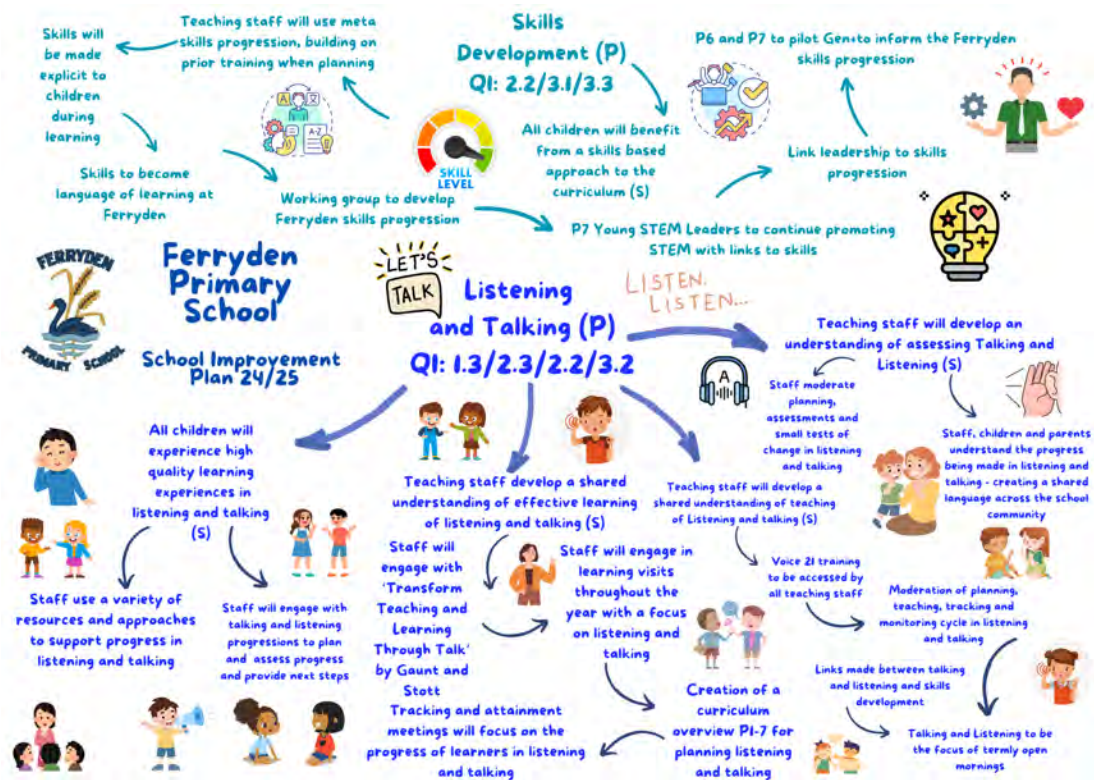 Skills
Development (P)
QI: 2.2/3.1/3.3
Teaching staff will use meta
skills progression, building on
prior training when planning
Skills will
be made
explicit to
children
during
learning
Skills to become
language of learning at
Ferryden
Working group to develop
Ferryden skills progression
SKILL
LEVEL
All children will benefit
from a skills based
approach to the
curriculum (S)
P7 Young STEM Leaders to continue promoting
STEM with links to skills
Link leadership to skills
progression
P6 and P7 to pilot Gen+to inform the Ferryden
skills progression
FERRYDEN
PRIMARY SCHOOL
Ferryden
Primary
School
School Improvement
Plan 24/25
LET'S
TALK
Listening
and Talking (P)
QI: 1.3/2.3/2.2/3.2
LISTEN.
LISTEN...
All children will
experience high
quality learning
experiences in
listening and talking
(S)
Staff use a variety of
resources and approaches
to support progress in
listening and talking
Staff will engage with
talking and listening
progressions to plan
and assess progress
and provide next steps
Teaching staff develop a shared
understanding of effective learning
of listening and talking (S)
Staff will
engage with
'Transform
Teaching and
Learning
Through Talk'
by Gaunt and
Stott
Staff will engage in
learning visits
throughout the
year with a focus
on listening and
talking
Creation of a
curriculum
overview P1-7 for
planning listening
and talking
Tracking and attainment
meetings will focus on the
progress of learners in listening
and talking
Teaching staff will develop a
shared understanding of teaching
of Listening and talking (S)
Voice 21 training
to be accessed by
all teaching staff
Moderation of planning,
teaching, tracking and
monitoring cycle in listening
and talking
Links made between talking
and listening and skills
development
Talking and Listening to be
the focus of termly open
mornings
Teaching staff will develop an
understanding of assessing Talking and
Listening (S)
A
Staff moderate
planning,
assessments and
small tests of
change in listening
and talking
Staff, children and parents
understand the progress
being made in listening and
talking - creating a shared
language across the school
community